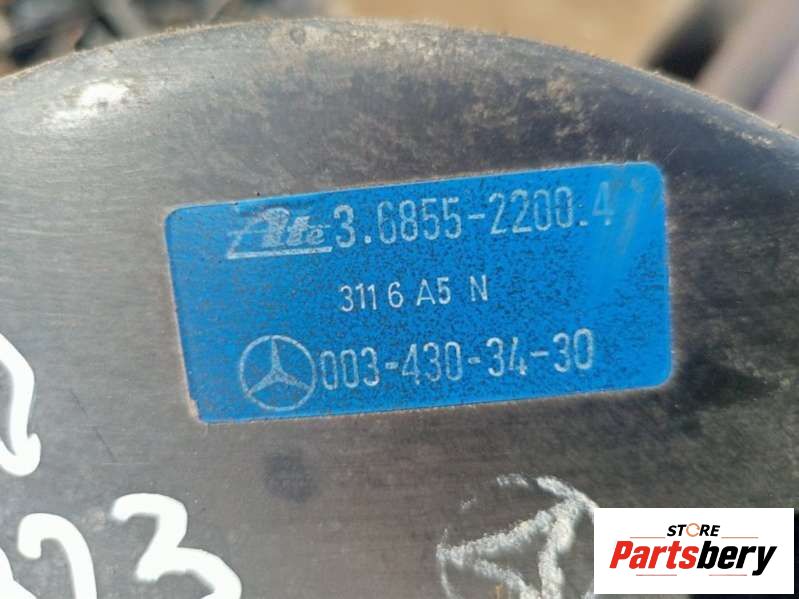 Ate 3.6855-2200.4
311 6 A5 N
003-430-34-30
STORE
Partsbery